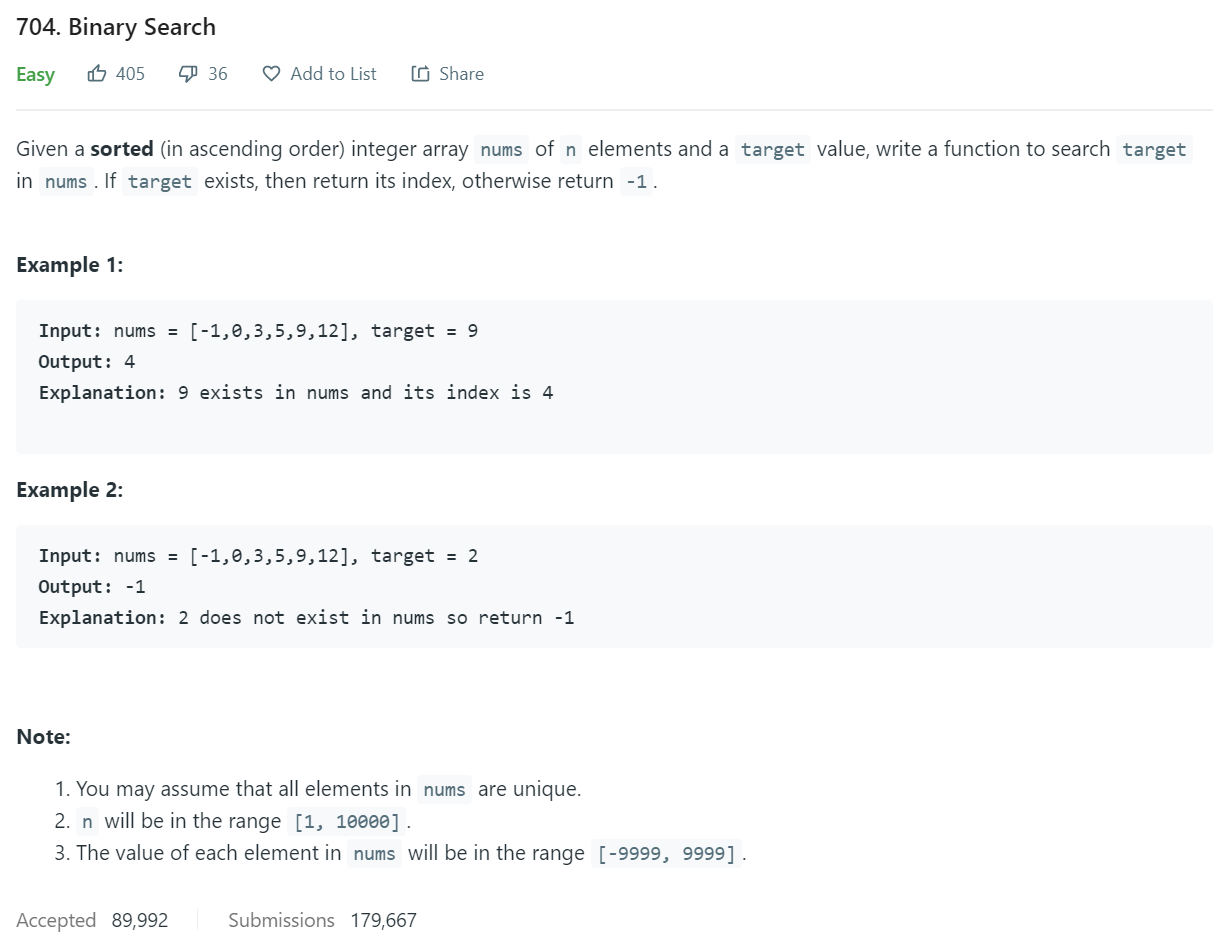 704. Binary Search
Easy 405 36 Add to List Share
Given a sorted (in ascending order) integer array nums of n elements and a target value, write a function to search target
in nums . If target exists, then return its index, otherwise return -1 .
Example 1:
Input: nums = [-1,0,3,5,9,12], target = 9
Output: 4
Explanation: 9 exists in nums and its index is 4
Example 2:
Input: nums = [-1,0,3,5,9,12], target = 2
Output: -1
Explanation: 2 does not exist in nums so return -1
Note:
1. You may assume that all elements in nums are unique.
2. n will be in the range [1, 10000] .
3. The value of each element in nums will be in the range [-9999, 9999] .
Accepted 89,992 Submissions 179,667